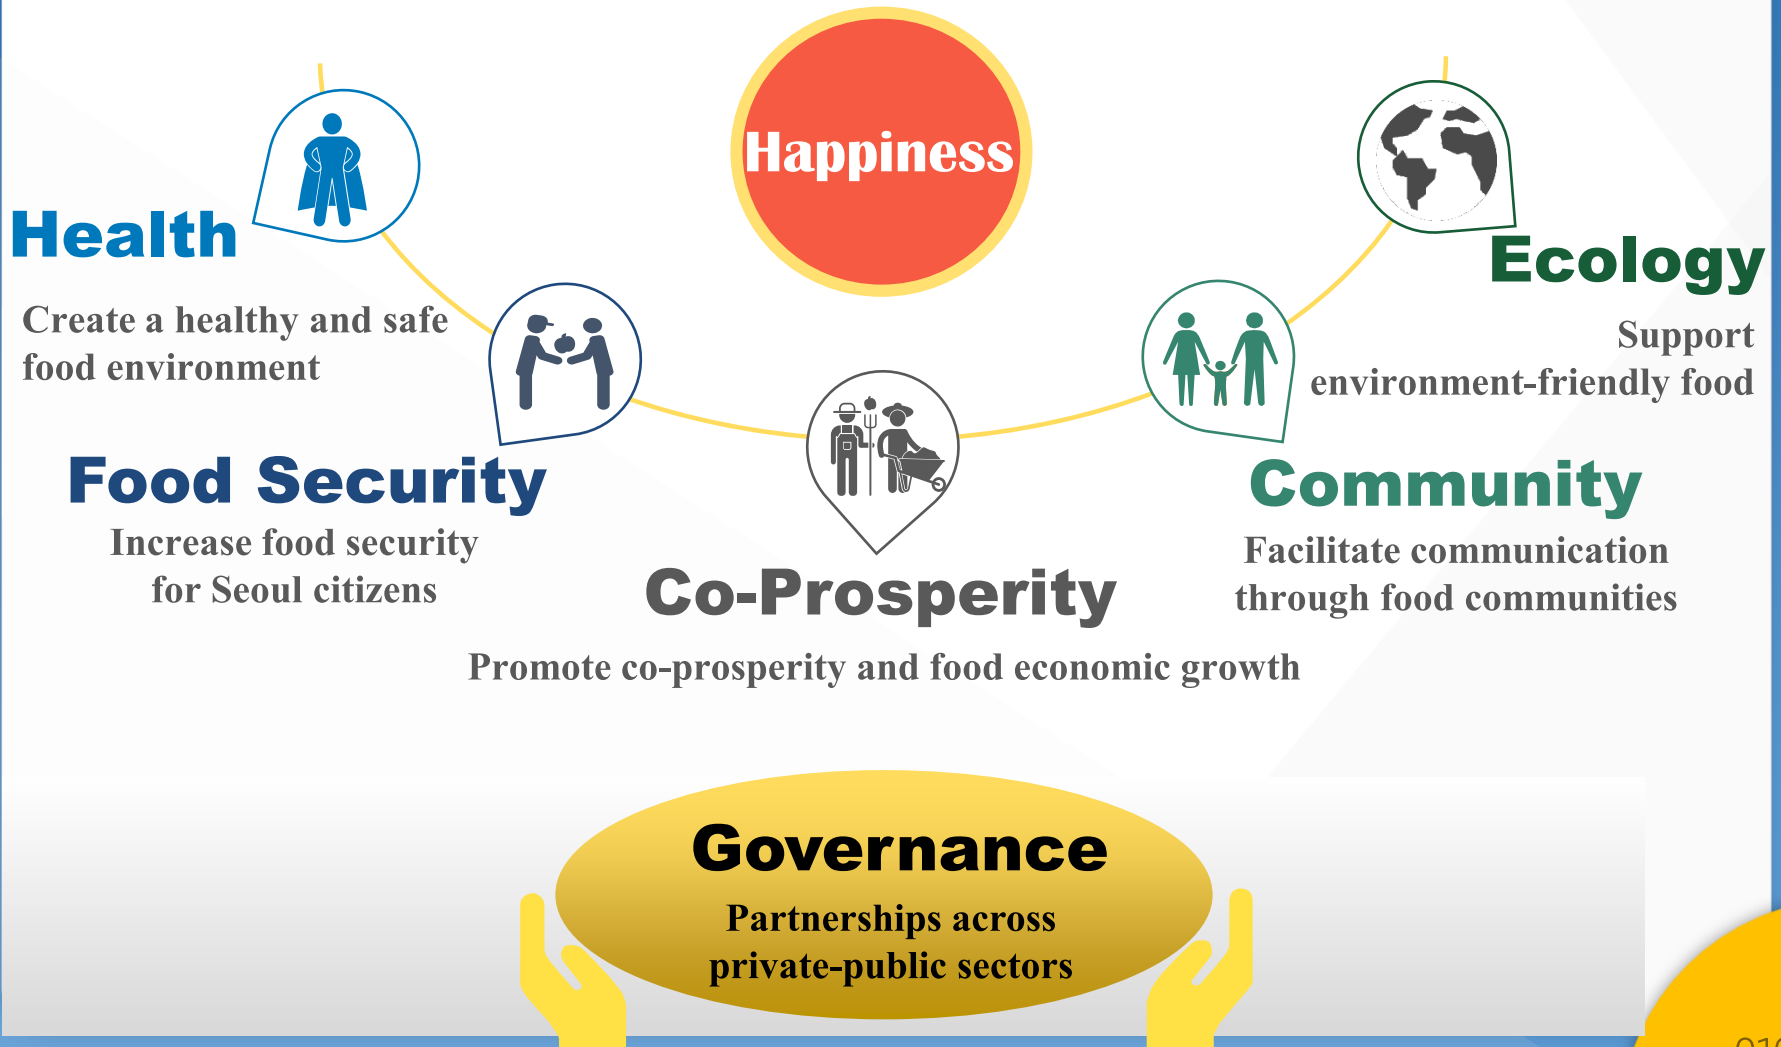 Happiness
Health
Create a healthy and safe
food environment
Food Security
Increase food security
for Seoul citizens
Co-Prosperity
Promote co-prosperity and food economic growth
Community
Facilitate communication
through food communities
Ecology
Support
environment-friendly food
Governance
Partnerships across
private-public sectors